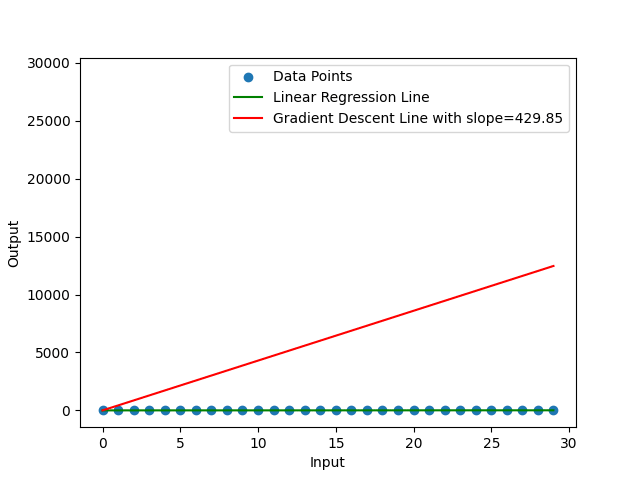 30000
25000
20000
15000
10000
5000
0
Output
Data Points
Linear Regression Line
Gradient Descent Line with slope=429.85
0 5 10 15 20 25 30
Input